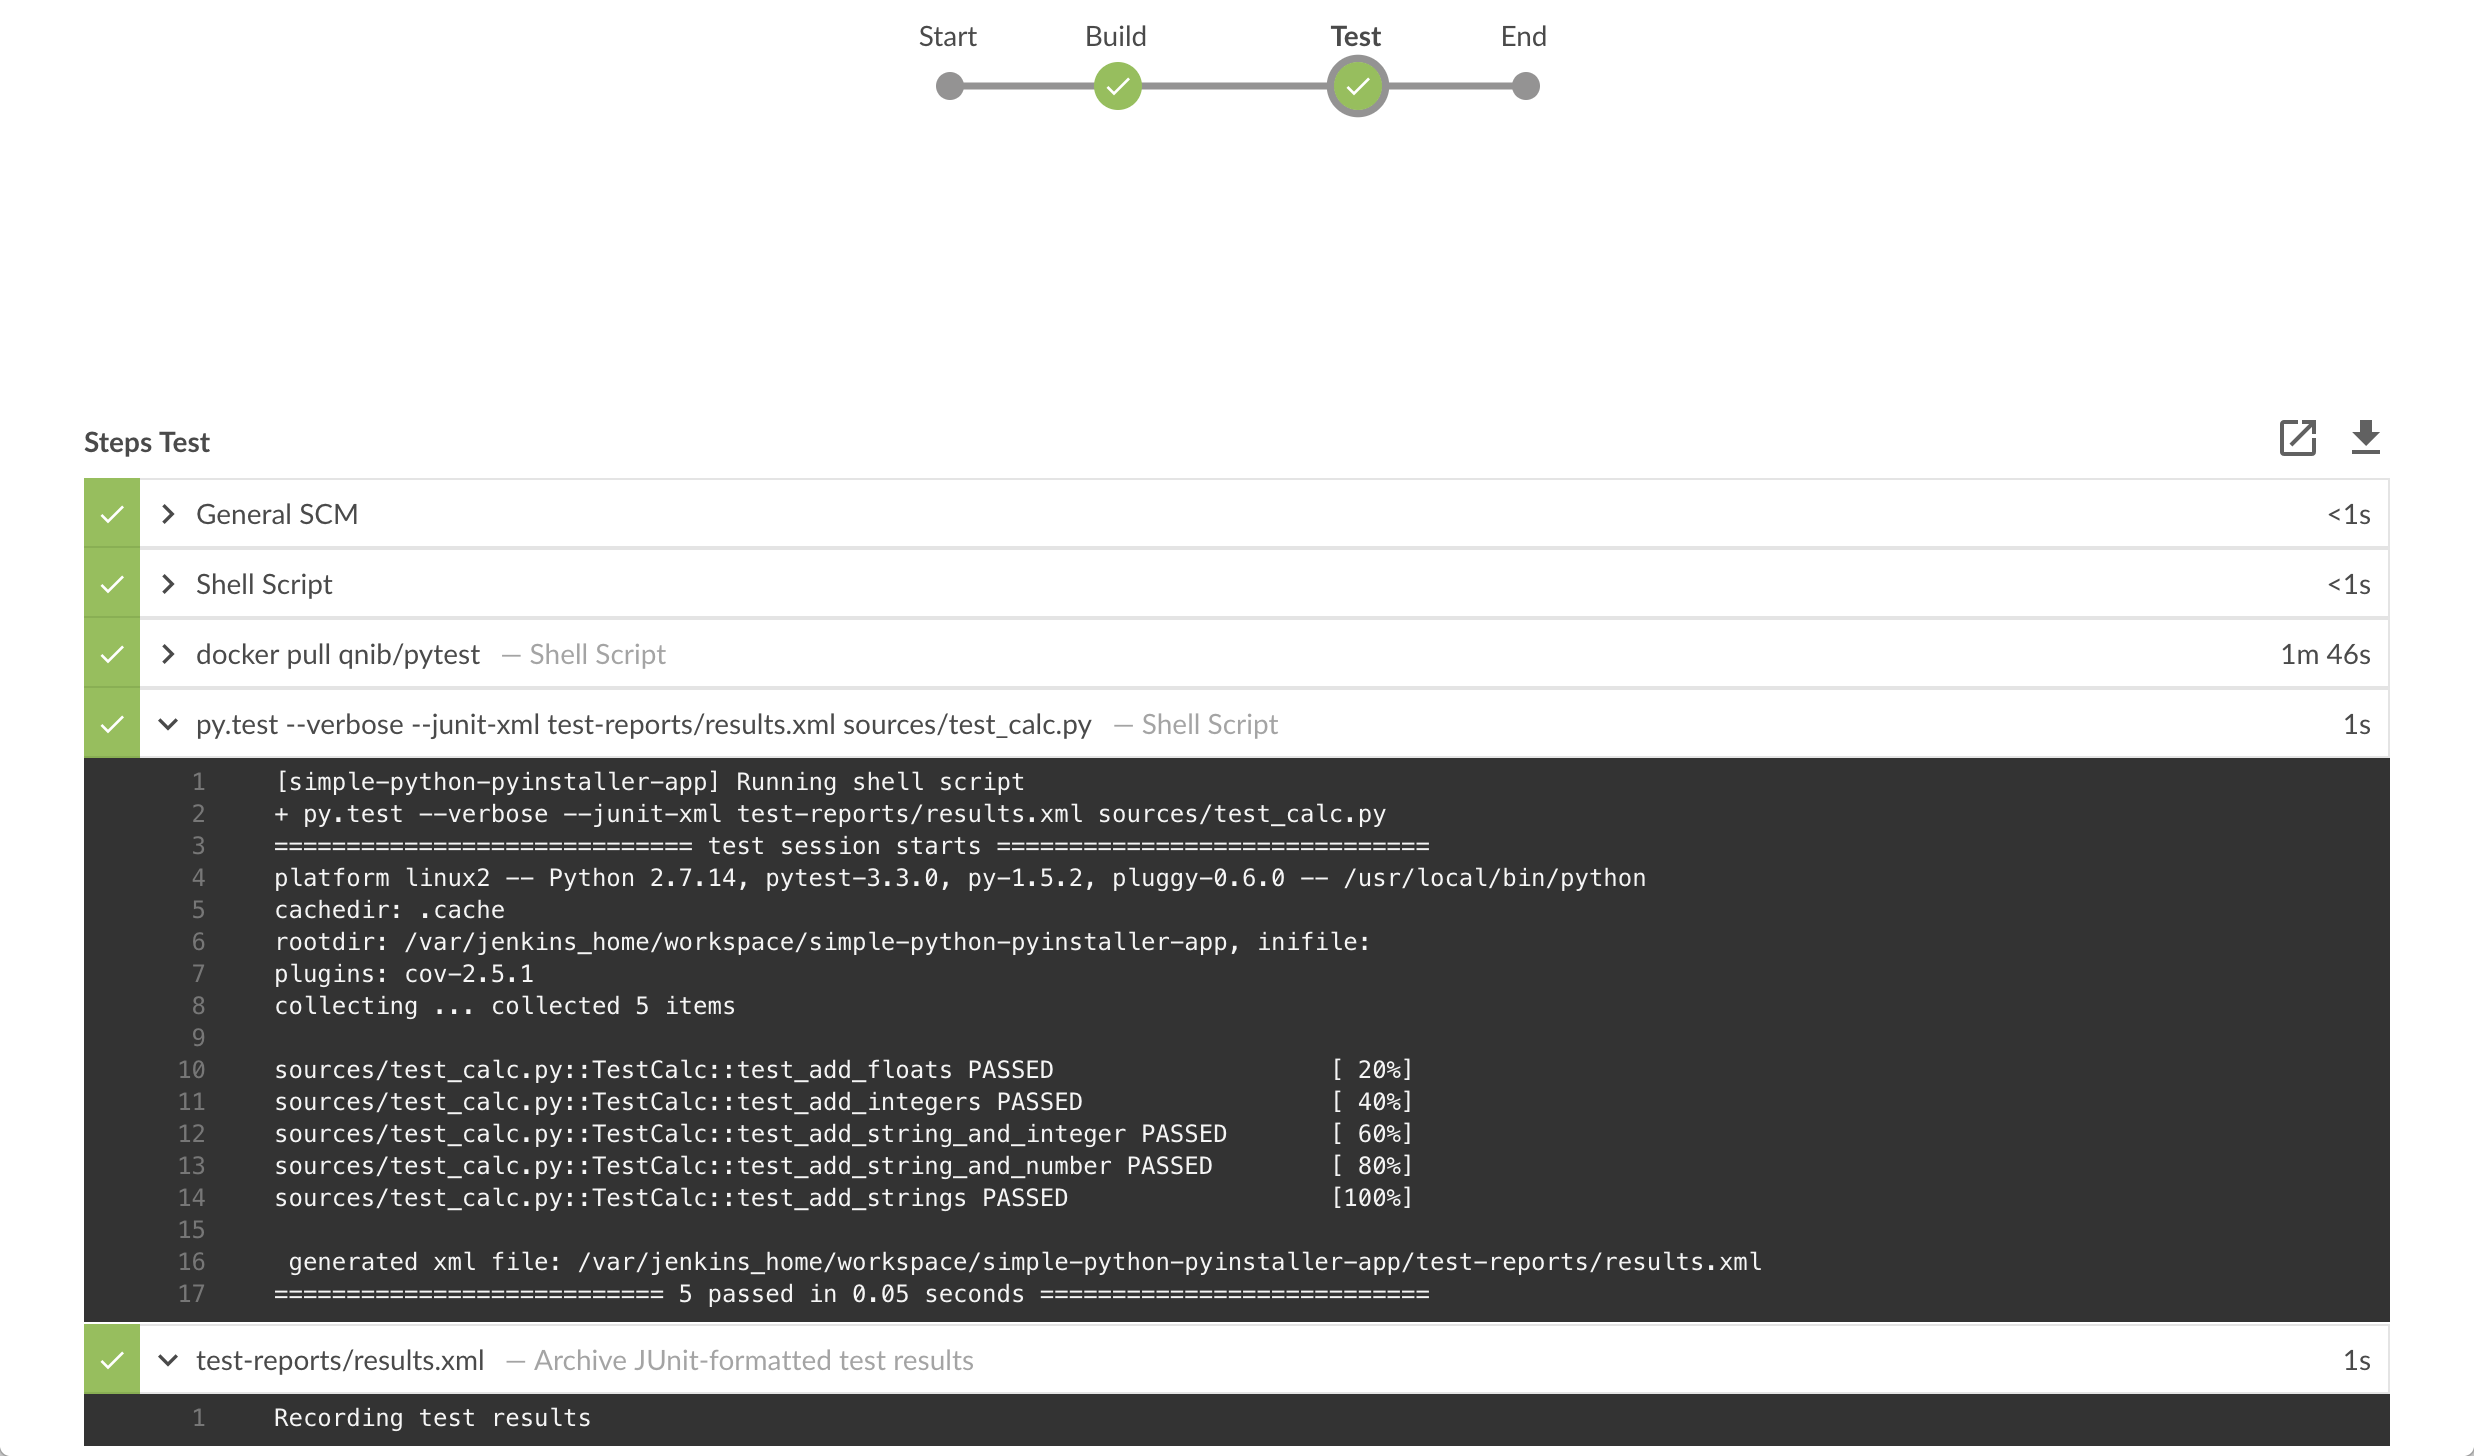 Start Build Test End
Steps Test
General SCM <1s
Shell Script <1s
docker pull qnib/pytest — Shell Script 1m 46s
py.test --verbose --junit-xml test-reports/results.xml sources/test_calc.py — Shell Script 1s
1 [simple-python-pyinstaller-app] Running shell script
2 + py.test --verbose --junit-xml test-reports/results.xml sources/test_calc.py
3 ============================= test session starts ==============================
4 platform linux2 -- Python 2.7.14, pytest-3.3.0, py-1.5.2, pluggy-0.6.0 -- /usr/local/bin/python
5 cachedir: .cache
6 rootdir: /var/jenkins_home/workspace/simple-python-pyinstaller-app, inifile:
7 plugins: cov-2.5.1
8 collecting ... collected 5 items
9
10 sources/test_calc.py::TestCalc::test_add_floats PASSED [ 20%]
11 sources/test_calc.py::TestCalc::test_add_integers PASSED [ 40%]
12 sources/test_calc.py::TestCalc::test_add_string_and_integer PASSED [ 60%]
13 sources/test_calc.py::TestCalc::test_add_string_and_number PASSED [ 80%]
14 sources/test_calc.py::TestCalc::test_add_strings PASSED [100%]
15
16 generated xml file: /var/jenkins_home/workspace/simple-python-pyinstaller-app/test-reports/results.xml
17 =========================== 5 passed in 0.05 seconds ===========================
test-reports/results.xml — Archive JUnit-formatted test results 1s
1 Recording test results